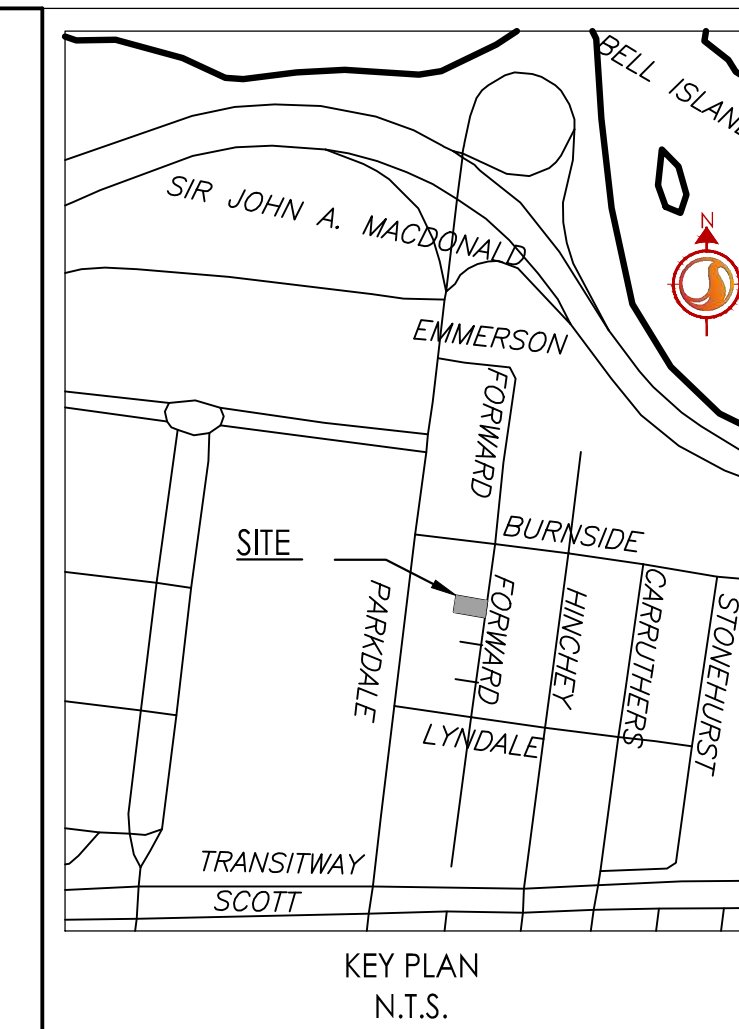 BELL ISLAND
SIR JOHN A. MACDONALD
N
EMMERSON
FORWARD
BURNSIDE
SITE
PARKDALE
FORWARD
HINCHEY
CARRUTHERS
STONEHURST
LYNDALE
TRANSITWAY
SCOTT
KEY PLAN
N.T.S.